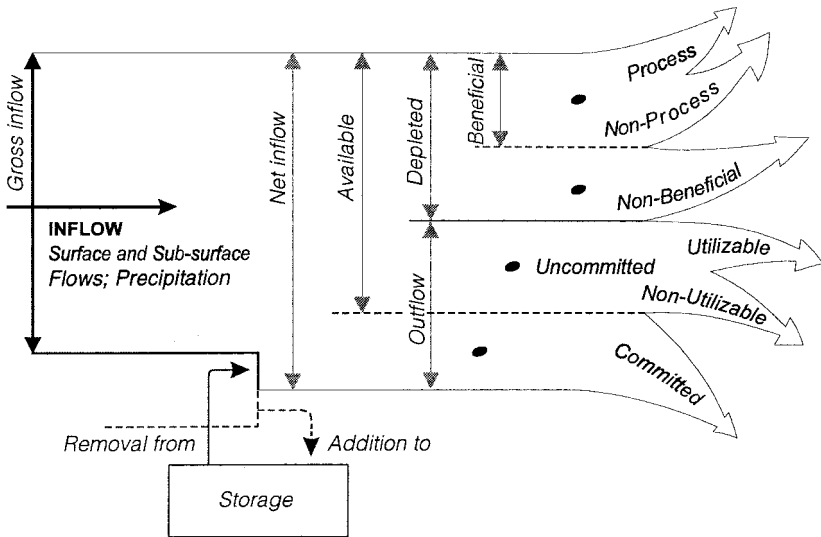 Gross inflow
INFLOW
Surface and Sub-surface
Flows; Precipitation
Net inflow
Available
Depleted
Outflow
Beneficial
Process
Non-Process
Non-Beneficial
Uncommitted
Utilizable
Non-Utilizable
Committed
Removal from
Addition to
Storage